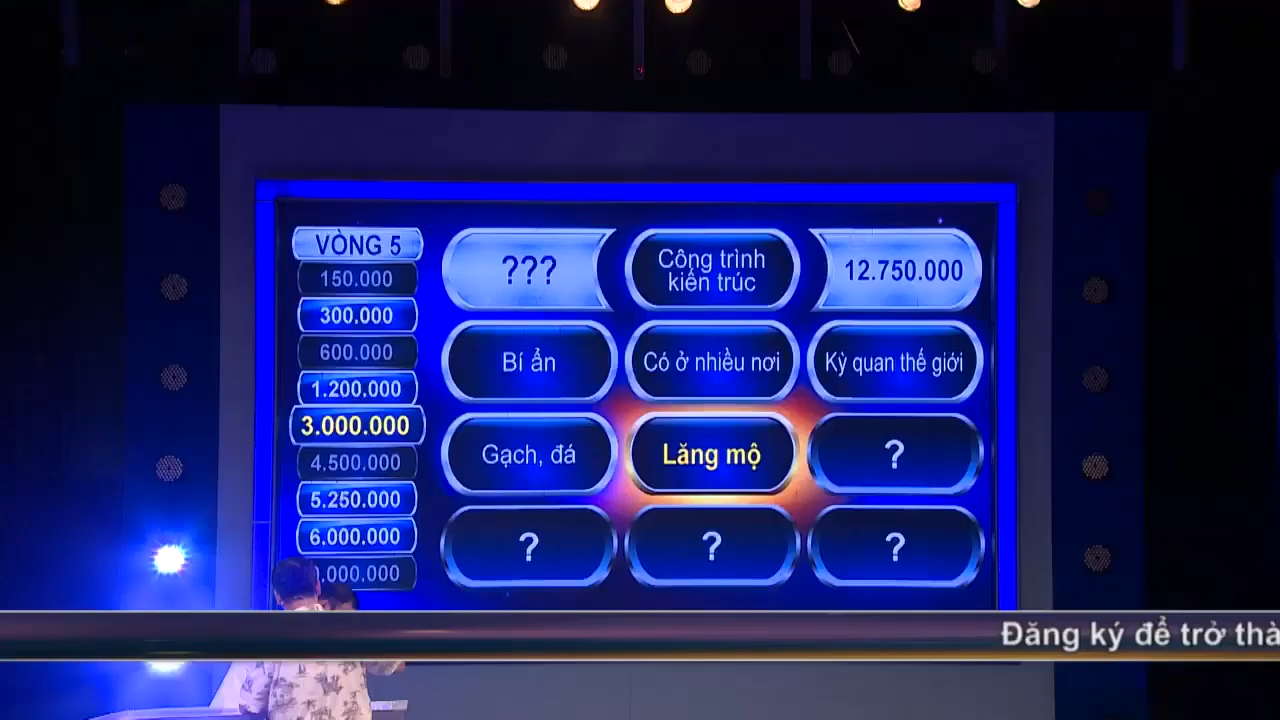 VÒNG 5
150.000
300.000
600.000
1.200.000
3.000.000
4.500.000
5.250.000
6.000.000
.000.000
???
Công trình
kiến trúc
12.750.000
Bí ẩn
Có ở nhiều nơi
Kỳ quan thế giới
Gạch, đá
Lăng mộ
?
?
?
?
Đăng ký để trở thà